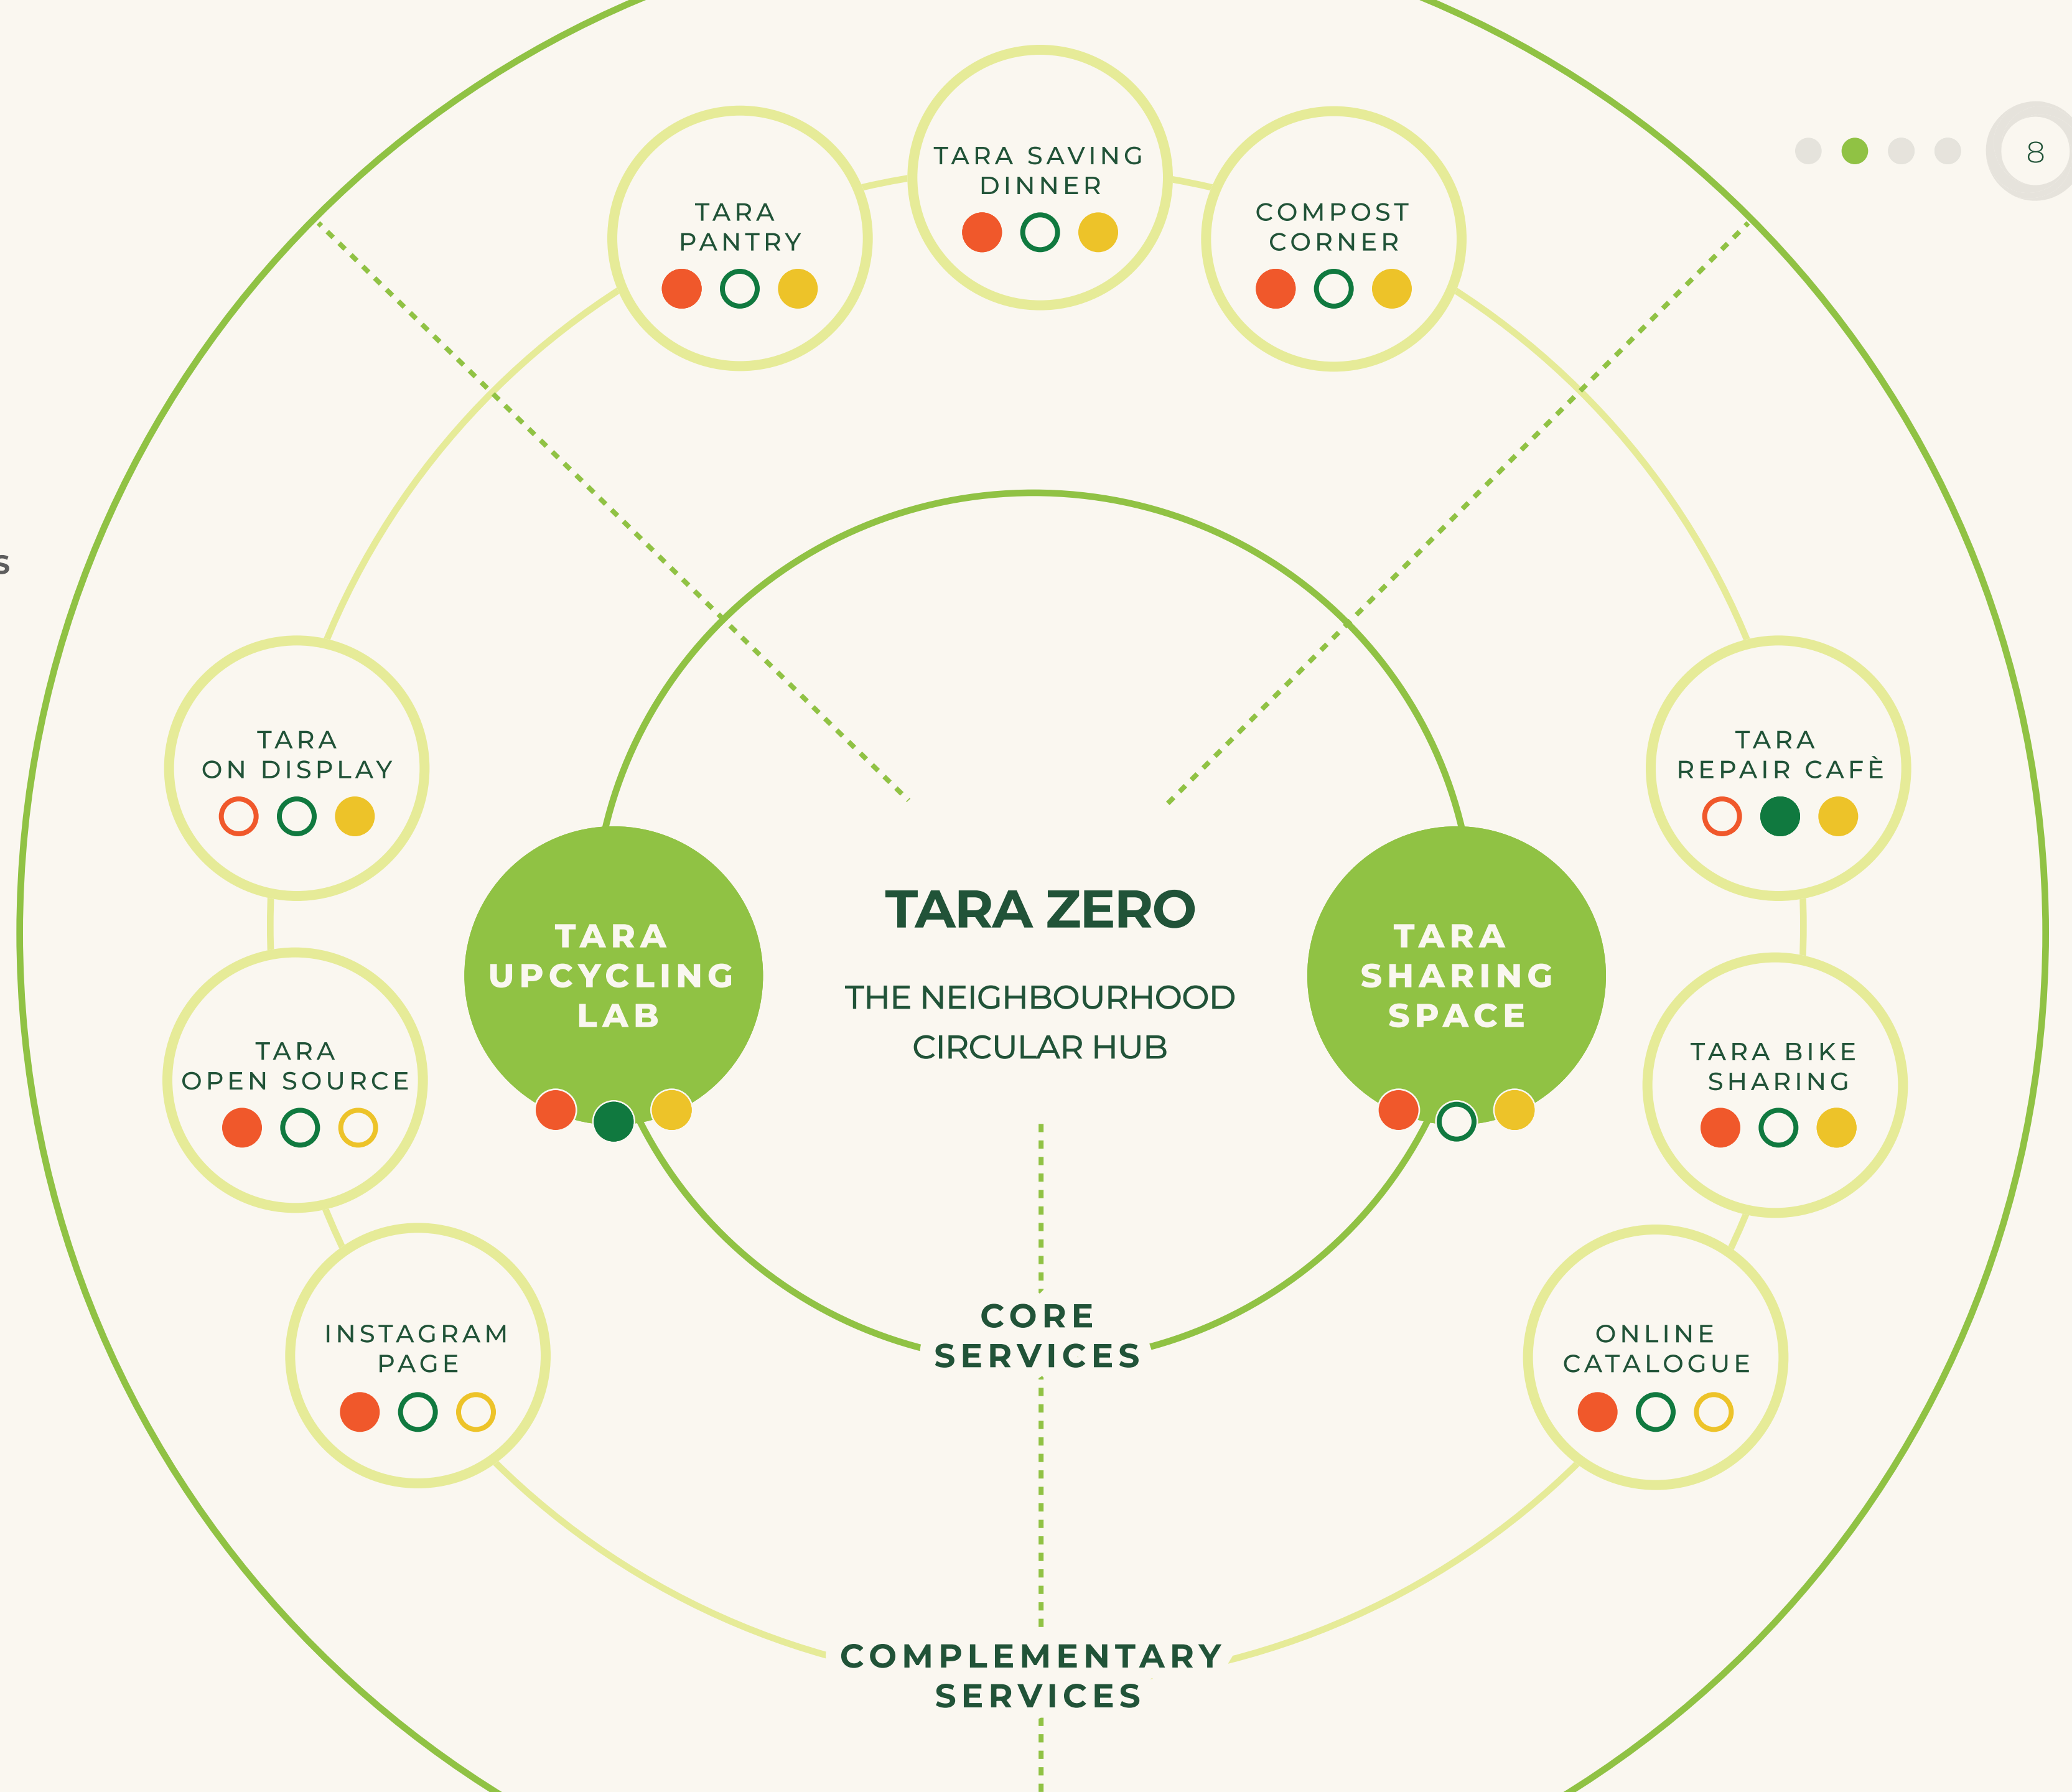 TARA SAVING
DINNER
TARA
PANTRY
COMPOST
CORNER
8
s
TARA
ON DISPLAY
TARA
REPAIR CAFÈ
TARA
UPCYCLING
LAB
TARA ZERO
THE NEIGHBOURHOOD
CIRCULAR HUB
TARA
SHARING
SPACE
TARA
OPEN SOURCE
TARA BIKE
SHARING
INSTAGRAM
PAGE
CORE
SERVICES
ONLINE
CATALOGUE
COMPLEMENTARY
SERVICES